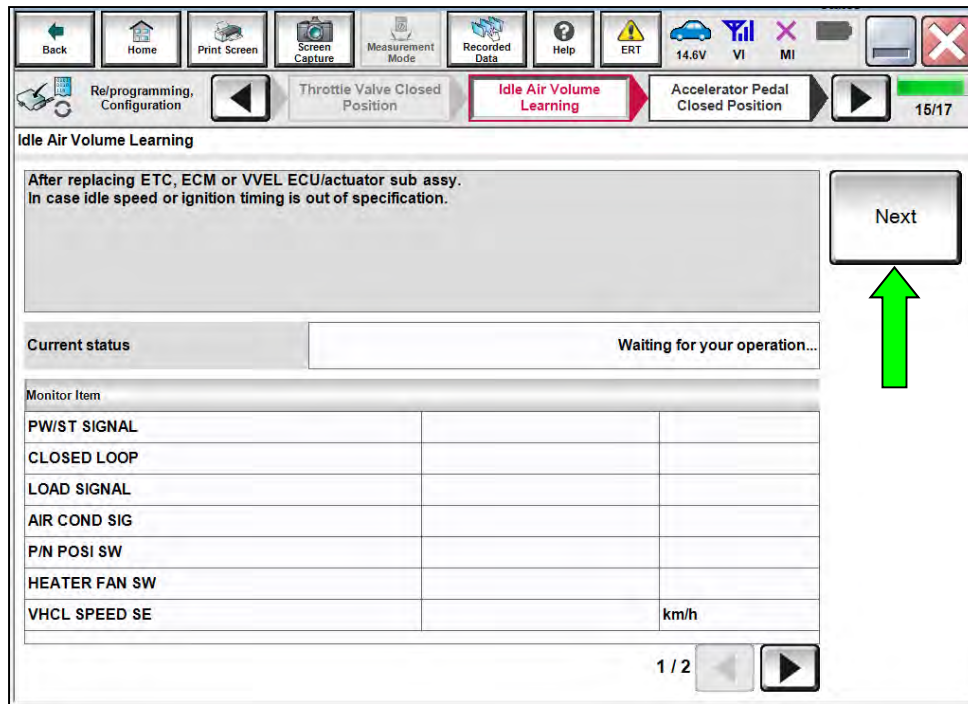 Back
Home
Print Screen
Screen
Capture
Measurement
Mode
Recorded
Data
Help
ERT
14.6V
VI
MI
Re/programming,
Configuration
Throttle Valve Closed
Position
Idle Air Volume
Learning
Accelerator Pedal
Closed Position
15/17
Idle Air Volume Learning
After replacing ETC, ECM or VVEL ECU/actuator sub assy.
In case idle speed or ignition timing is out of specification.
Next
Current status
Waiting for your operation...
Monitor Item
PW/ST SIGNAL
CLOSED LOOP
LOAD SIGNAL
AIR COND SIG
P/N POSI SW
HEATER FAN SW
VHCL SPEED SE km/h
1 / 2